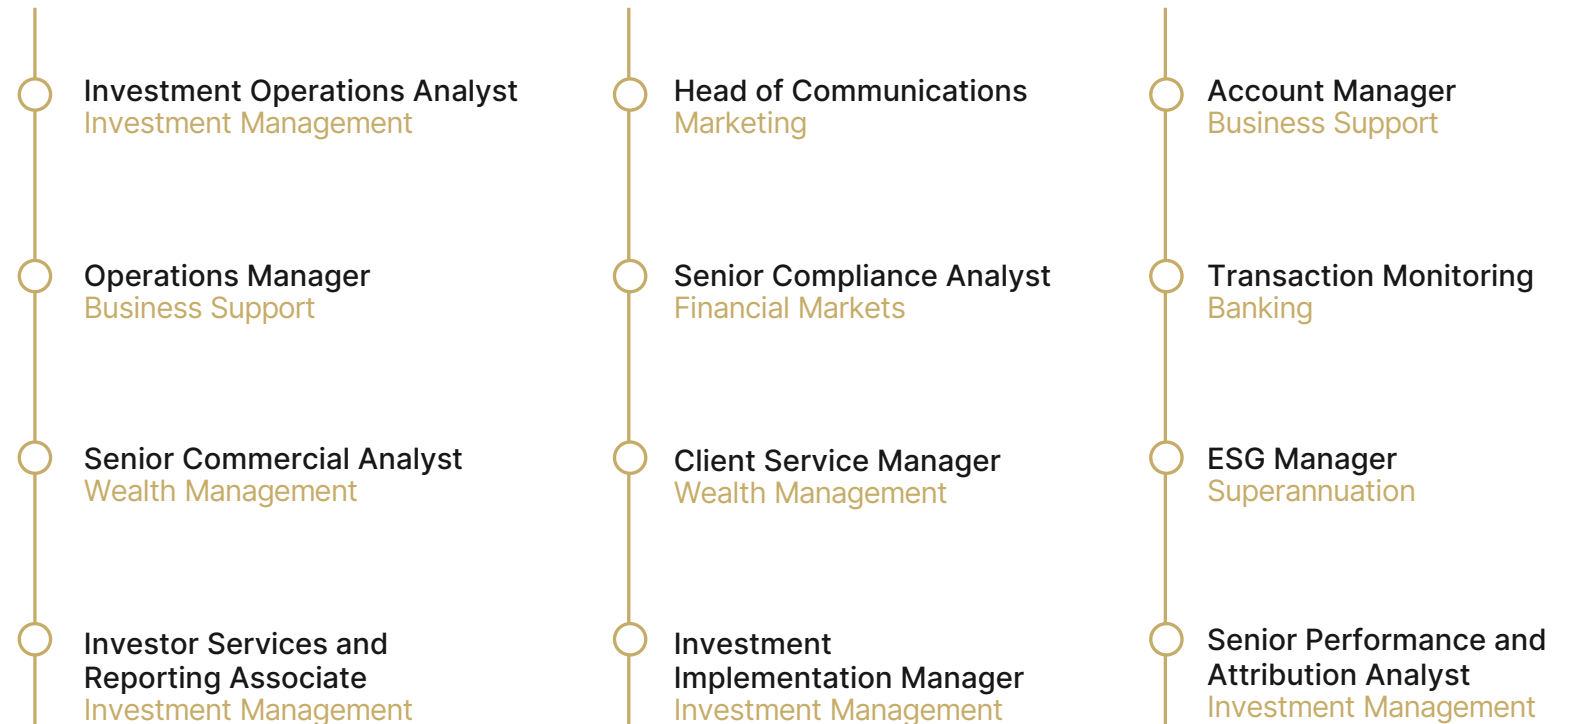 Investment Operations Analyst
Investment Management
Operations Manager
Business Support
Senior Commercial Analyst
Wealth Management
Investor Services and
Reporting Associate
Investment Management
Head of Communications
Marketing
Senior Compliance Analyst
Financial Markets
Client Service Manager
Wealth Management
Investment
Implementation Manager
Investment Management
Account Manager
Business Support
Transaction Monitoring
Banking
ESG Manager
Superannuation
Senior Performance and
Attribution Analyst
Investment Management